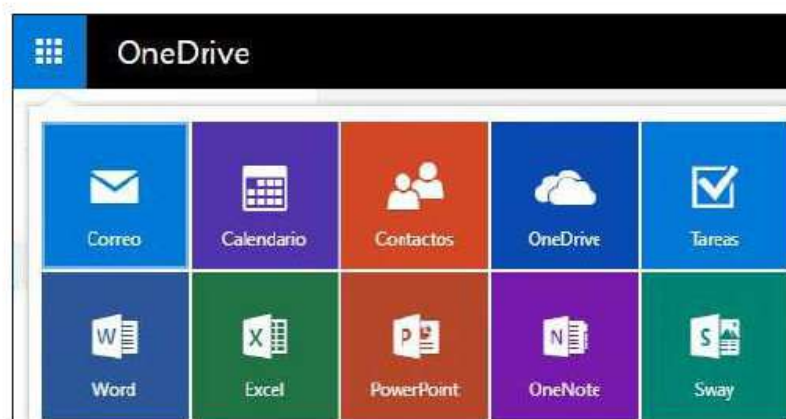 OneDrive
Correo Calendario Contactos OneDrive Tareas
Word Excel PowerPoint OneNote Sway